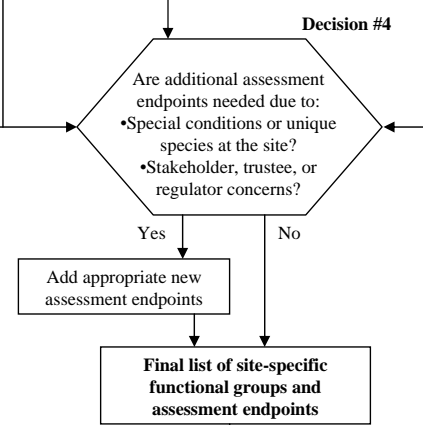 Decision #4
Are additional assessment
endpoints needed due to:
•Special conditions or unique
species at the site?
•Stakeholder, trustee, or
regulator concerns?
Yes
No
Add appropriate new
assessment endpoints
Final list of site-specific
functional groups and
assessment endpoints